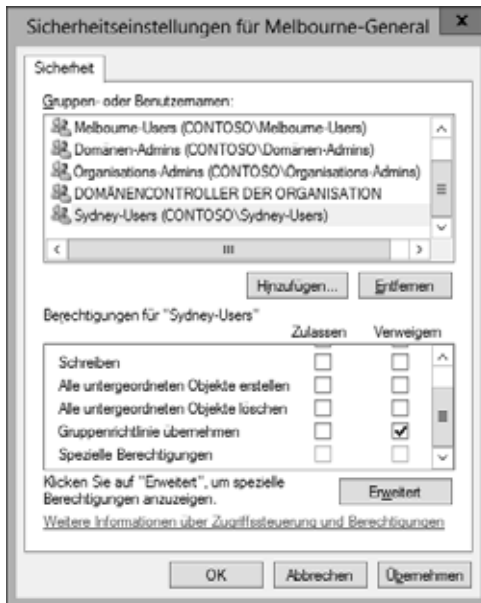 Sicherheitseinstellungen für Melbourne-General x
Sicherheit
Gruppen- oder Benutzernamen:
Melbourne-Users (CONTOSO\Melbourne-Users)
Domänen-Admins (CONTOSO\Domänen-Admins)
Organisations-Admins (CONTOSO\Organisations-Admins)
DOMÄNENCONTROLLER DER ORGANISATION
Sydney-Users (CONTOSO\Sydney-Users)
Hinzufügen... Entfernen
Berechtigungen für "Sydney-Users"
Zulassen Verweigern
Schreiben
Alle untergeordneten Objekte erstellen
Alle untergeordneten Objekte löschen
Gruppenrichtlinie übernehmen
Spezielle Berechtigungen
Klicken Sie auf "Erweitert", um spezielle
Berechtigungen anzuzeigen.
Erweitert
Weitere Informationen über Zugriffssteuerung und Berechtigungen
OK Abbrechen Übernehmen